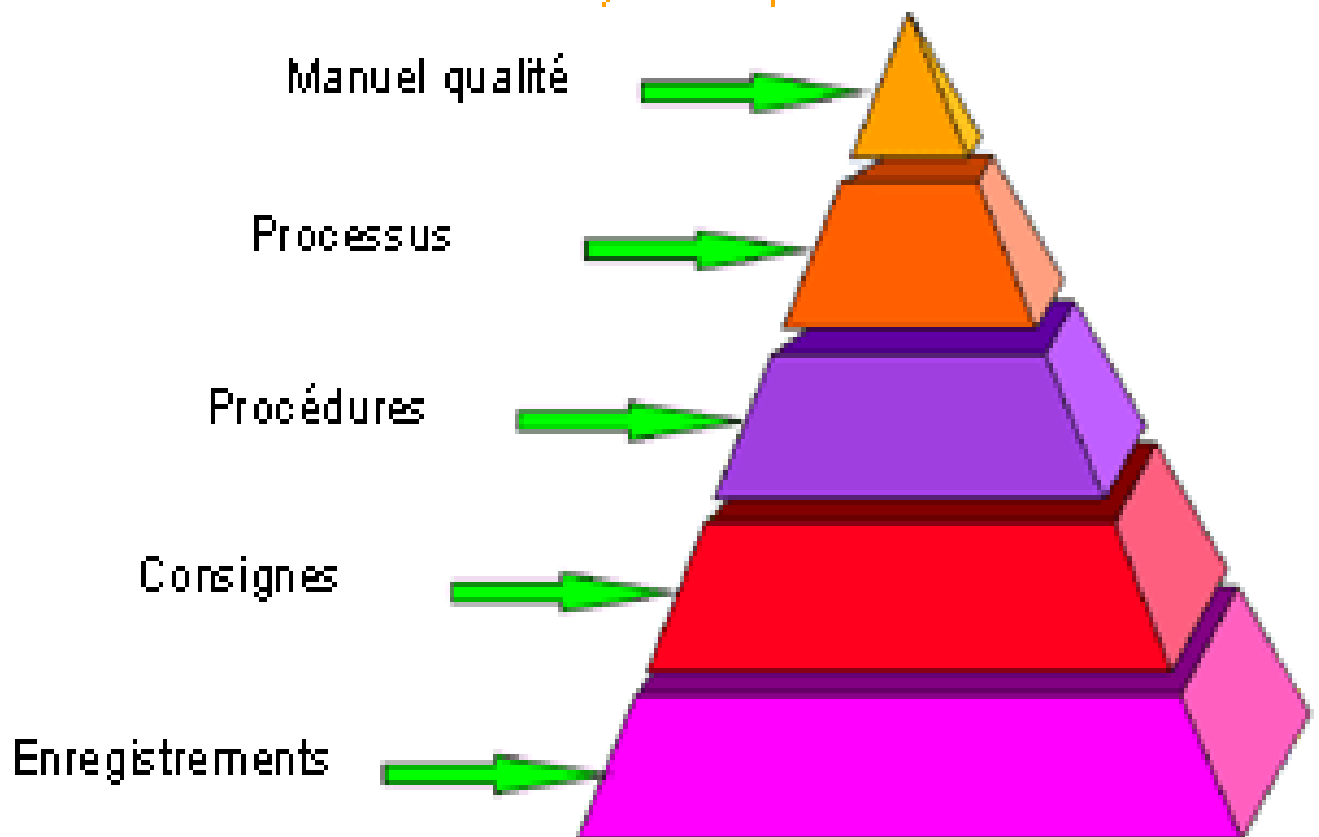 Manuel qualité
Processus
Procédures
Consignes
Enregistrements